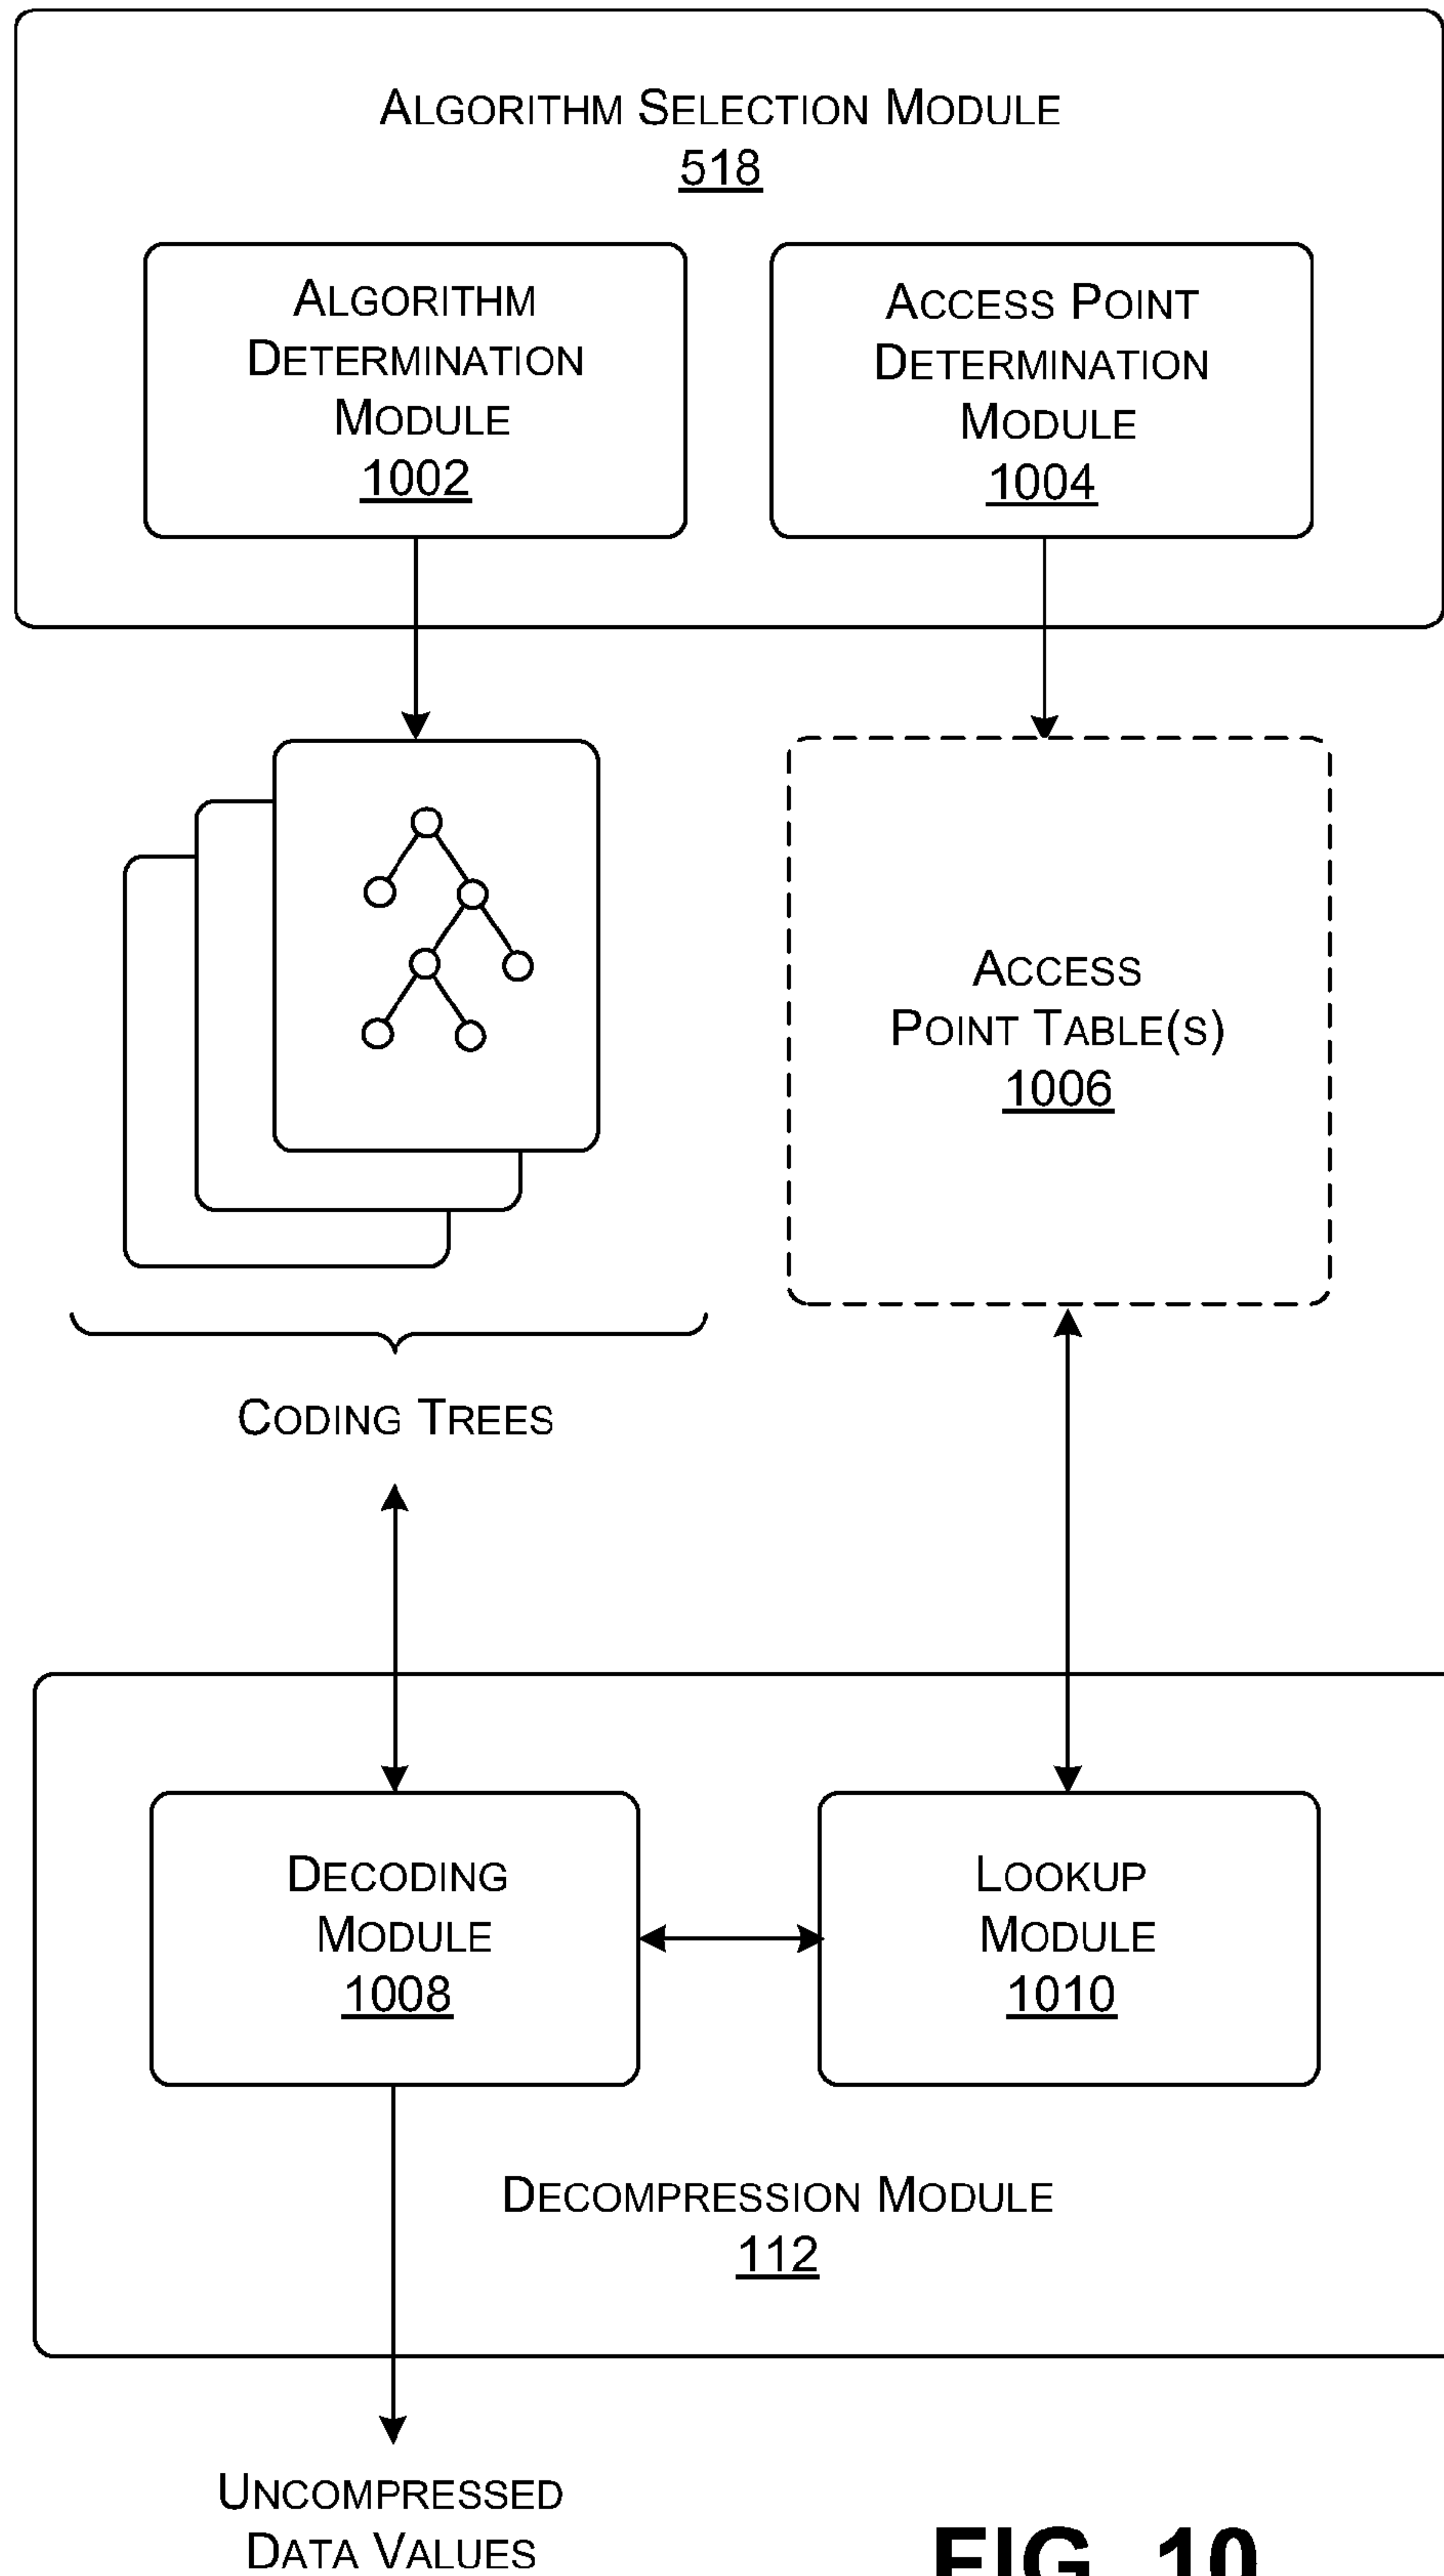 ALGORITHM SELECTION MODULE
518
ALGORITHM
DETERMINATION
MODULE
1002
ACCESS POINT
DETERMINATION
MODULE
1004
ACCESS
POINT TABLE(S)
1006
CODING TREES
DECODING
MODULE
1008
LOOKUP
MODULE
1010
DECOMPRESSION MODULE
112
UNCOMPRESSED
DATA VALUES
FIG. 10